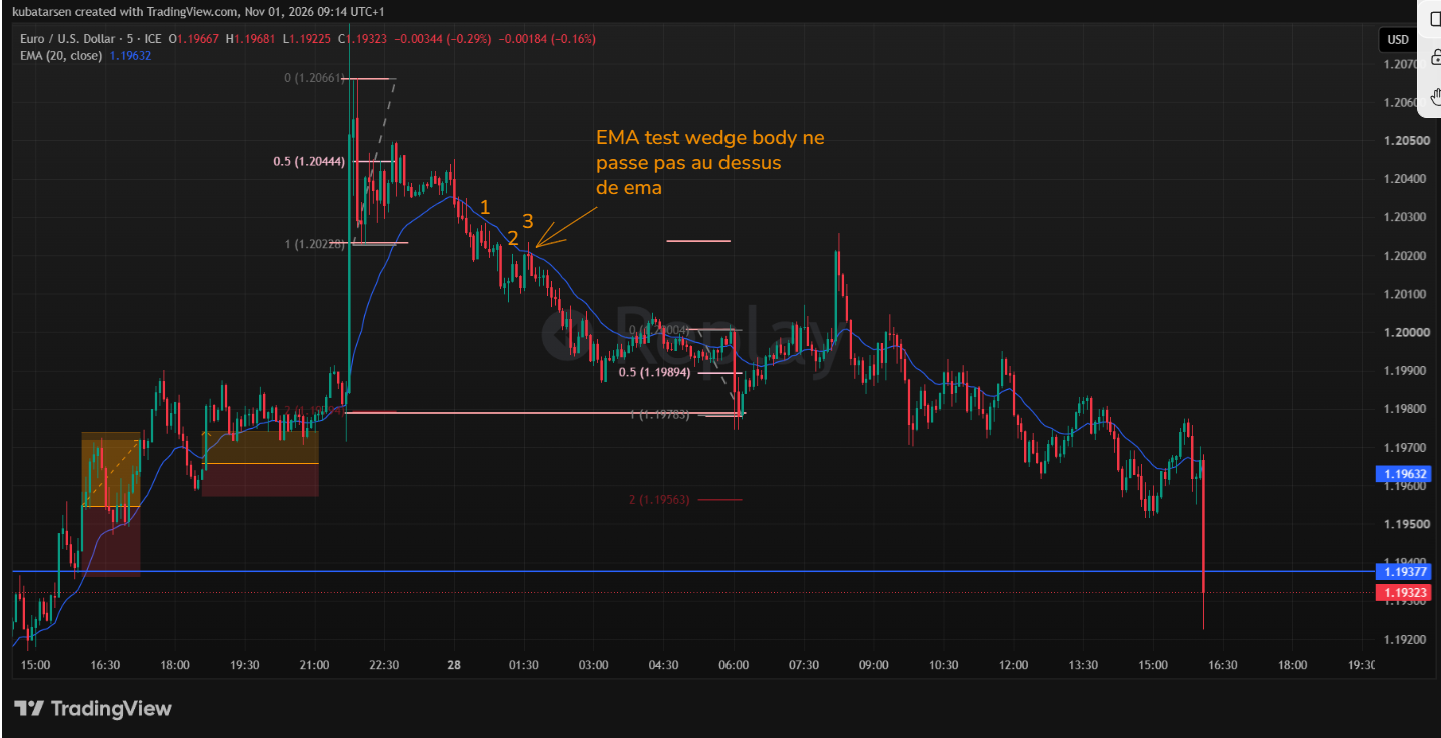 kubatarsen created with TradingView.com, Nov 01, 2026 09:14 UTC+1
Euro / U.S. Dollar · 5 · ICE O1.19667 H1.19681 L1.19225 C1.19323 −0.00344 (−0.29%) −0.00184 (−0.16%)
EMA (20, close) 1.19632
USD
1.20700
1.20600
1.20500
1.20400
1.20300
1.20200
1.20100
1.20000
1.19900
1.19800
1.19700
1.19632
1.19600
1.19500
1.19400
1.19377
1.19323
1.19300
1.19200
0 (1.20661)
0.5 (1.20444)
1 (1.20228)
EMA test wedge body ne
passe pas au dessus
de ema
1
2
3
Replay
0.5 (1.19894)
1 (1.19783)
2 (1.19563)
15:00 16:30 18:00 19:30 21:00 22:30 28 01:30 03:00 04:30 06:00 07:30 09:00 10:30 12:00 13:30 15:00 16:30 18:00 19:30
TradingView